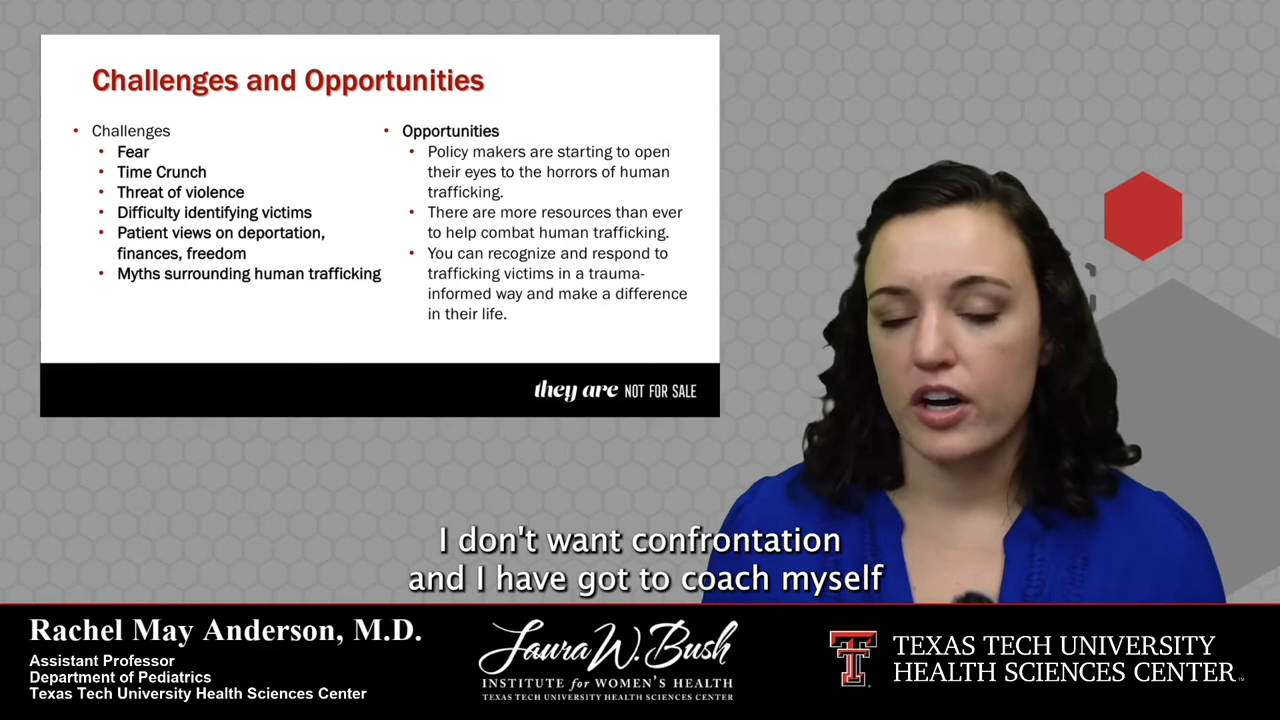 Challenges and Opportunities
• Challenges
• Fear
• Time Crunch
• Threat of violence
• Difficulty identifying victims
• Patient views on deportation,
finances, freedom
• Myths surrounding human trafficking
• Opportunities
• Policy makers are starting to open
their eyes to the horrors of human
trafficking.
• There are more resources than ever
to help combat human trafficking.
• You can recognize and respond to
trafficking victims in a trauma-
informed way and make a difference
in their life.
they are NOT FOR SALE
I don't want confrontation
and I have got to coach myself
Rachel May Anderson, M.D.
Assistant Professor
Department of Pediatrics
Texas Tech University Health Sciences Center
Laura W. Bush
INSTITUTE for WOMEN'S HEALTH
TEXAS TECH UNIVERSITY HEALTH SCIENCES CENTER
TEXAS TECH UNIVERSITY
HEALTH SCIENCES CENTER™